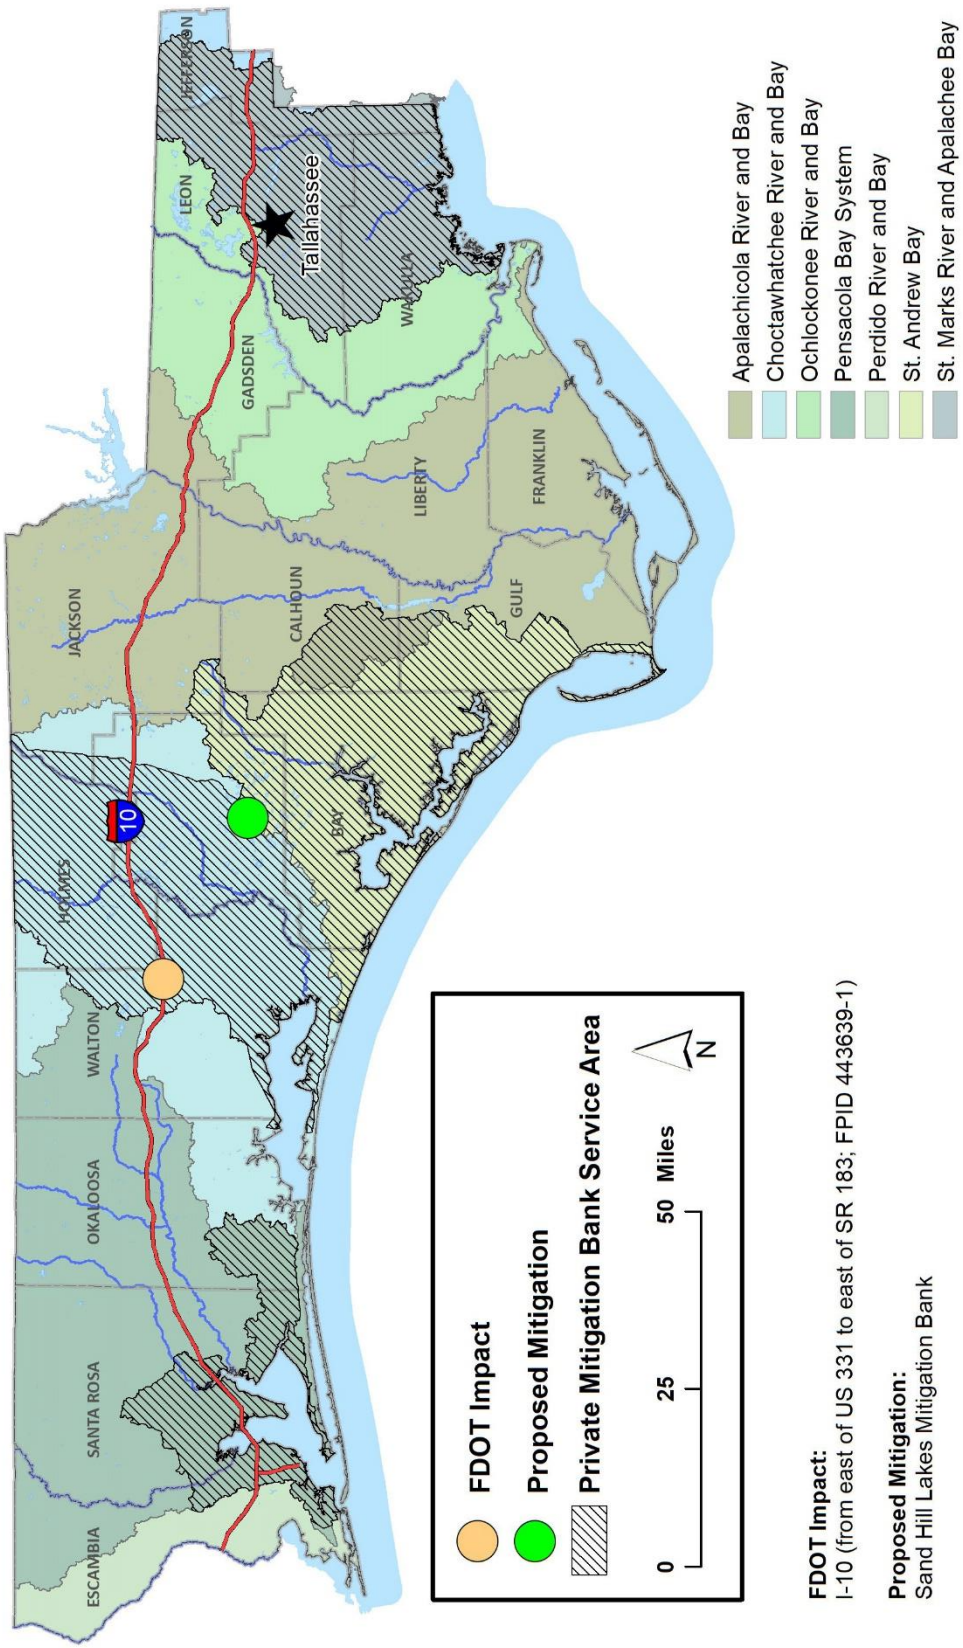 ESCAMBIA
SANTA ROSA
OKALOOSA
WALTON
HOLMES
10
JACKSON
BAY
CALHOUN
GULF
LIBERTY
FRANKLIN
GADSDEN
LEON
Tallahassee
WAKULLA
JEFFERSON
FDOT Impact
Proposed Mitigation
Private Mitigation Bank Service Area
0 25 50 Miles
N
FDOT Impact:
I-10 (from east of US 331 to east of SR 183; FPID 443639-1)
Proposed Mitigation:
Sand Hill Lakes Mitigation Bank
Apalachicola River and Bay
Choctawhatchee River and Bay
Ochlockonee River and Bay
Pensacola Bay System
Perdido River and Bay
St. Andrew Bay
St. Marks River and Apalachee Bay